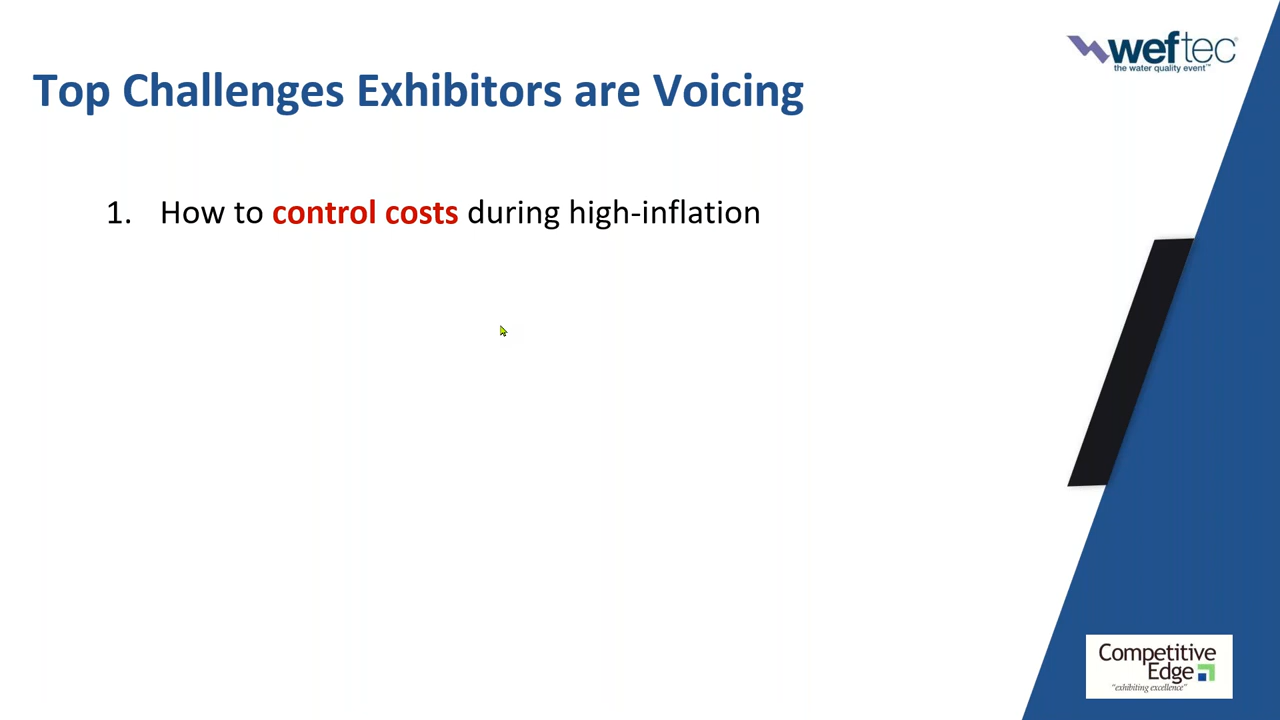 weftec
the water quality event™
Top Challenges Exhibitors are Voicing
1. How to control costs during high-inflation
Competitive
Edge
"exhibiting excellence"